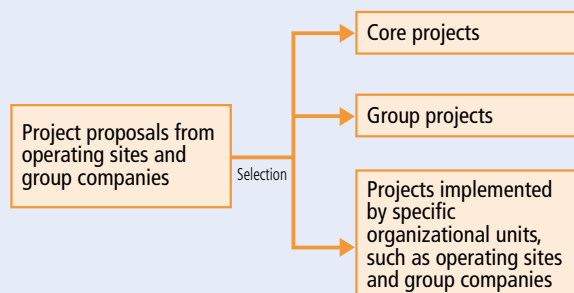 Core projects
Group projects
Project proposals from
operating sites and
group companies
Selection
Projects implemented
by specific
organizational units,
such as operating sites
and group companies